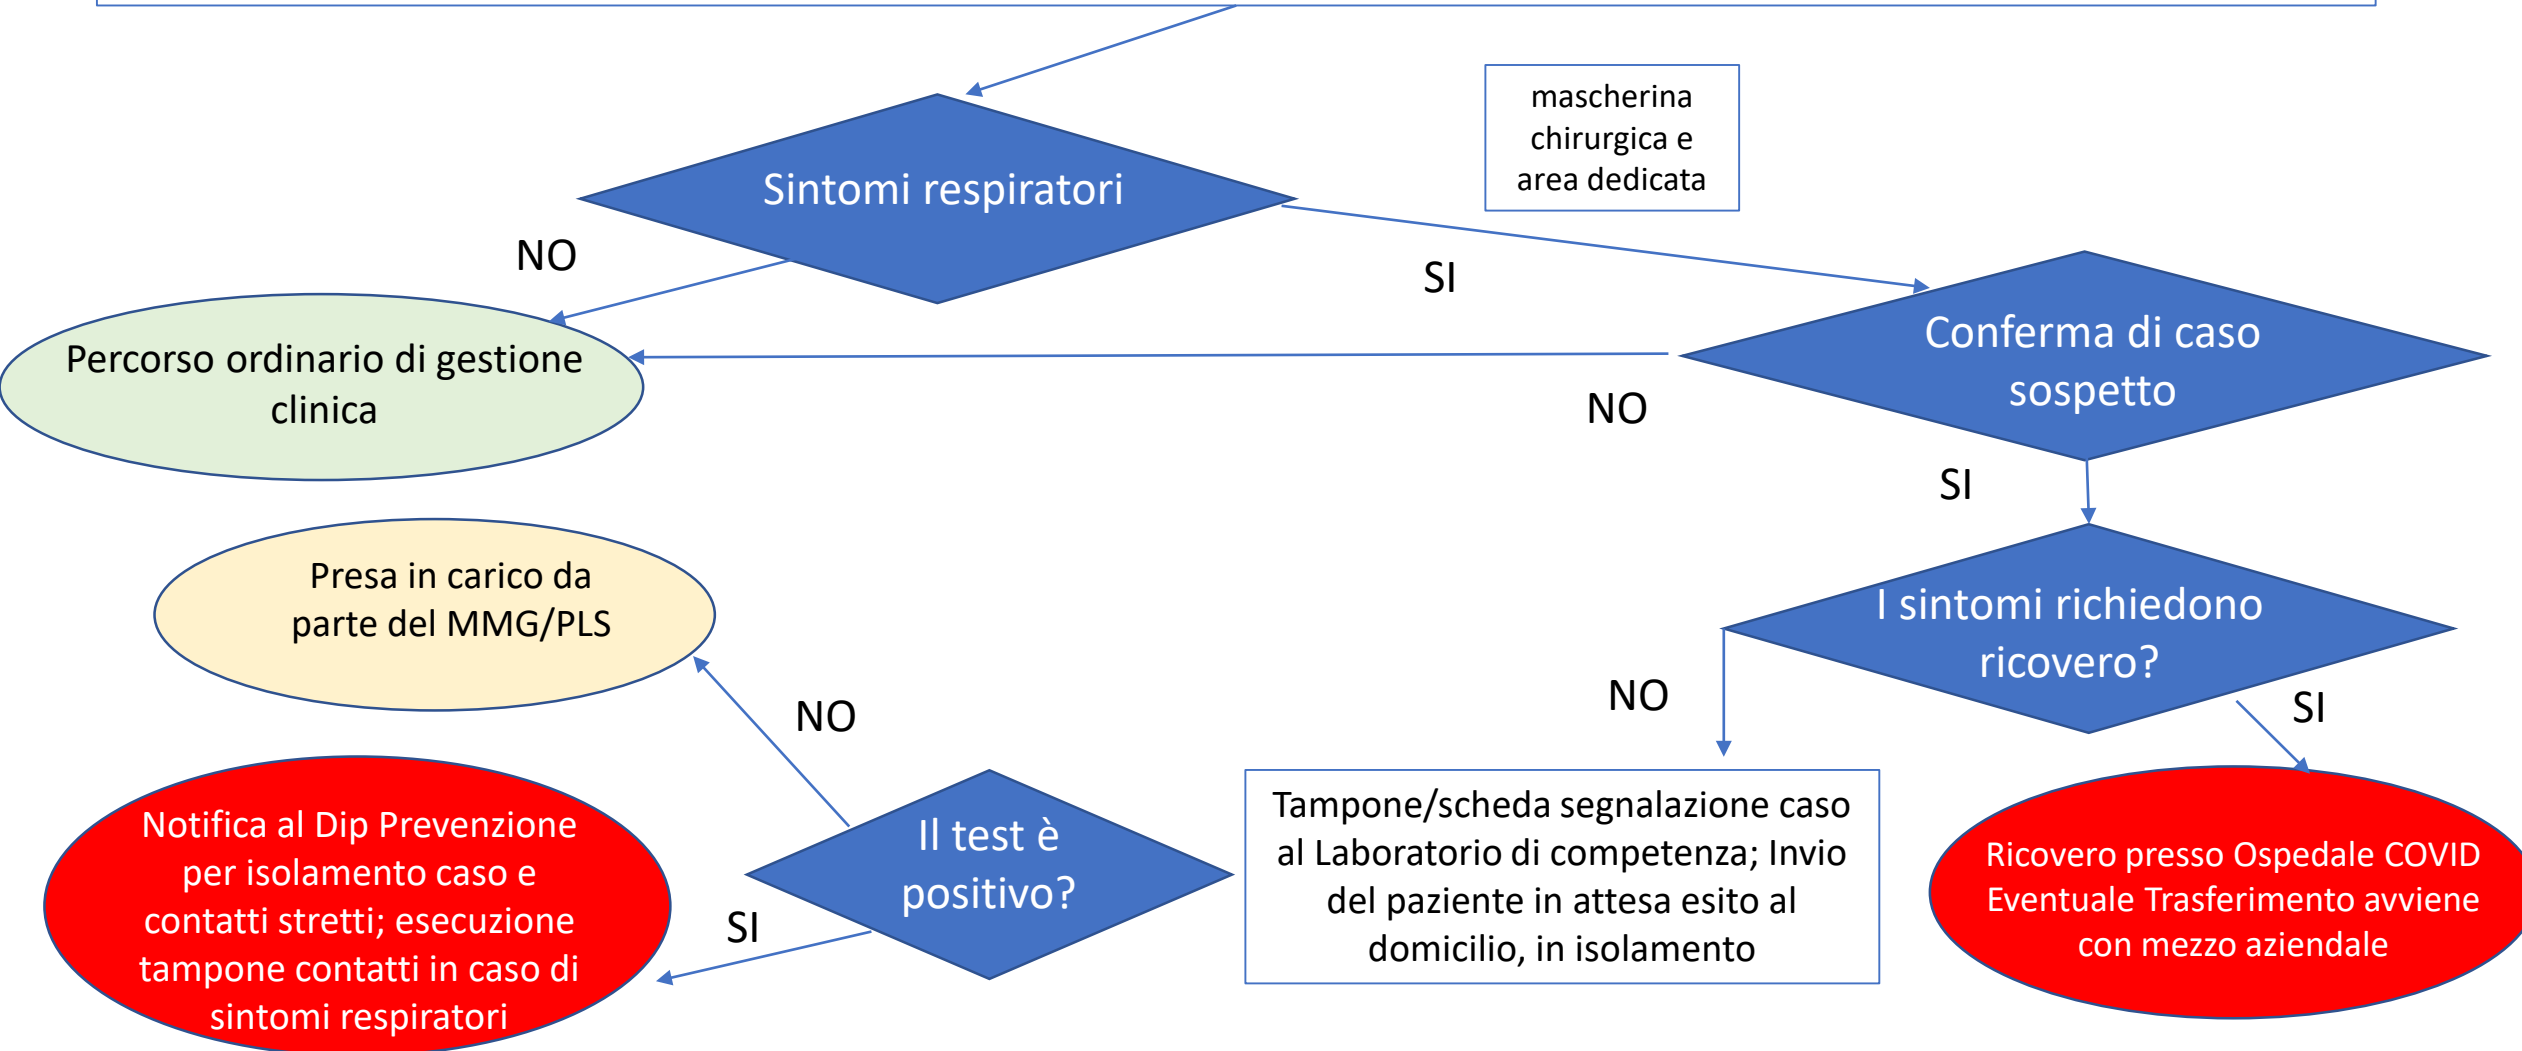 mascherina
chirurgica e
area dedicata
Sintomi respiratori
NO
SI
Conferma di caso
sospetto
Percorso ordinario di gestione
clinica
NO
SI
Presa in carico da
parte del MMG/PLS
I sintomi richiedono
ricovero?
NO
SI
NO
Tampone/scheda segnalazione caso
al Laboratorio di competenza; Invio
del paziente in attesa esito al
domicilio, in isolamento
Il test è
positivo?
SI
Notifica al Dip Prevenzione
per isolamento caso e
contatti stretti; esecuzione
tampone contatti in caso di
sintomi respiratori
Ricovero presso Ospedale COVID
Eventuale Trasferimento avviene
con mezzo aziendale